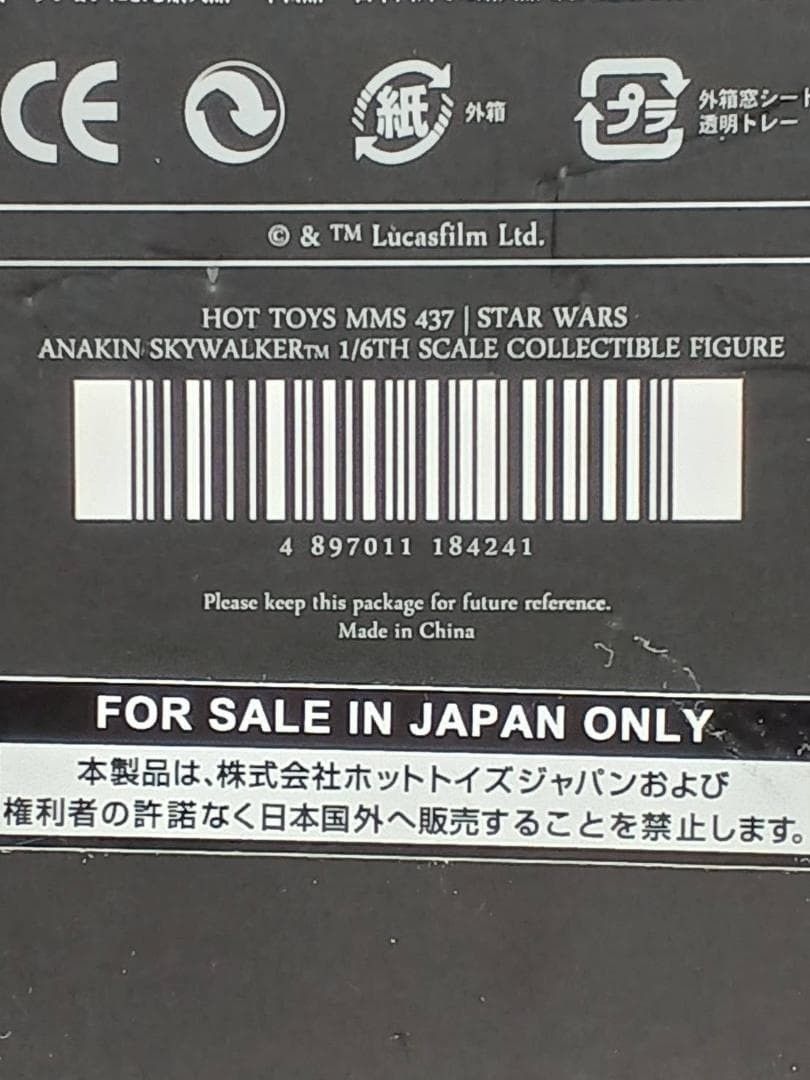 CE
紙 外箱
プラ 外箱窓シート
透明トレー
© & TM Lucasfilm Ltd.
HOT TOYS MMS 437 | STAR WARS
ANAKIN SKYWALKER™ 1/6TH SCALE COLLECTIBLE FIGURE
4 897011 184241
Please keep this package for future reference.
Made in China
FOR SALE IN JAPAN ONLY
本製品は、株式会社ホットトイズジャパンおよび
権利者の許諾なく日本国外へ販売することを禁止します。